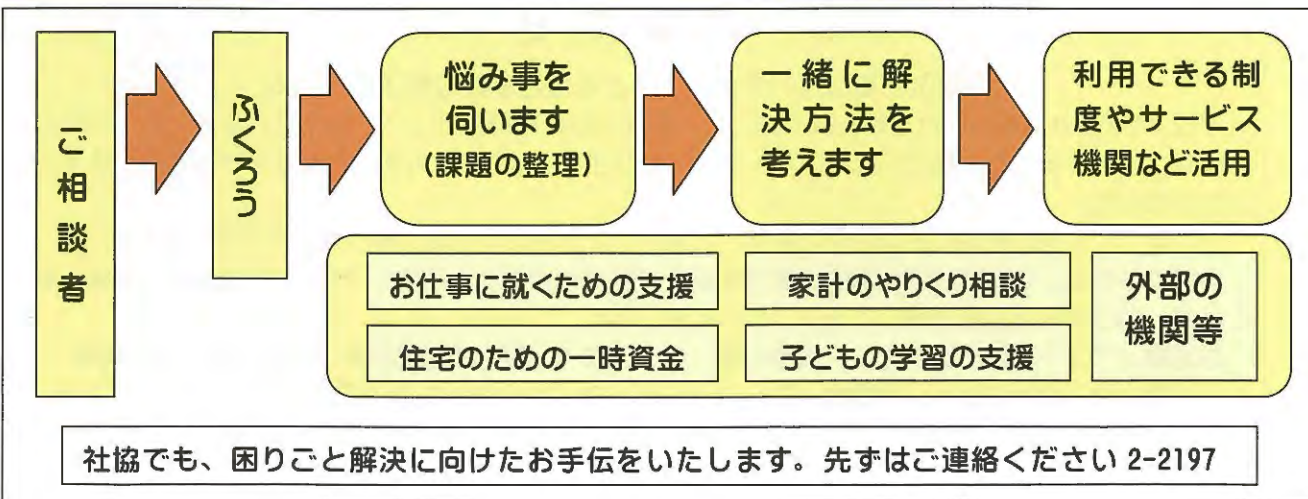 ご相談者
ふくろう
悩み事を
伺います
(課題の整理)
一緒に解
決方法を
考えます
利用できる制
度やサービス
機関など活用
お仕事に就くための支援
家計のやりくり相談
外部の
機関等
住宅のための一時資金
子どもの学習の支援
社協でも、困りごと解決に向けたお手伝をいたします。先ずはご連絡ください 2-2197